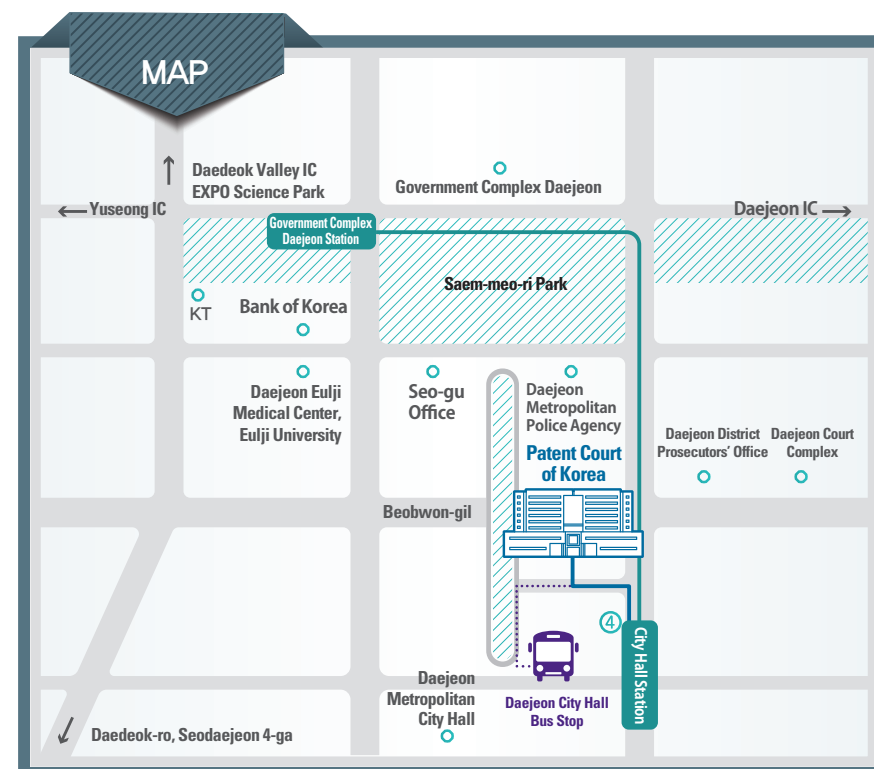 MAP
Daedeok Valley IC
EXPO Science Park
Government Complex Daejeon
Yuseong IC
Daejeon IC
Government Complex
Daejeon Station
Saem-meo-ri Park
KT
Bank of Korea
Daejeon Eulji
Medical Center,
Eulji University
Seo-gu
Office
Daejeon
Metropolitan
Police Agency
Patent Court
of Korea
Daejeon District
Prosecutors' Office
Daejeon Court
Complex
Beobwon-gil
4
City Hall Station
Daejeon
Metropolitan
City Hall
Daejeon City Hall
Bus Stop
Daedeok-ro, Seodaejeon 4-ga